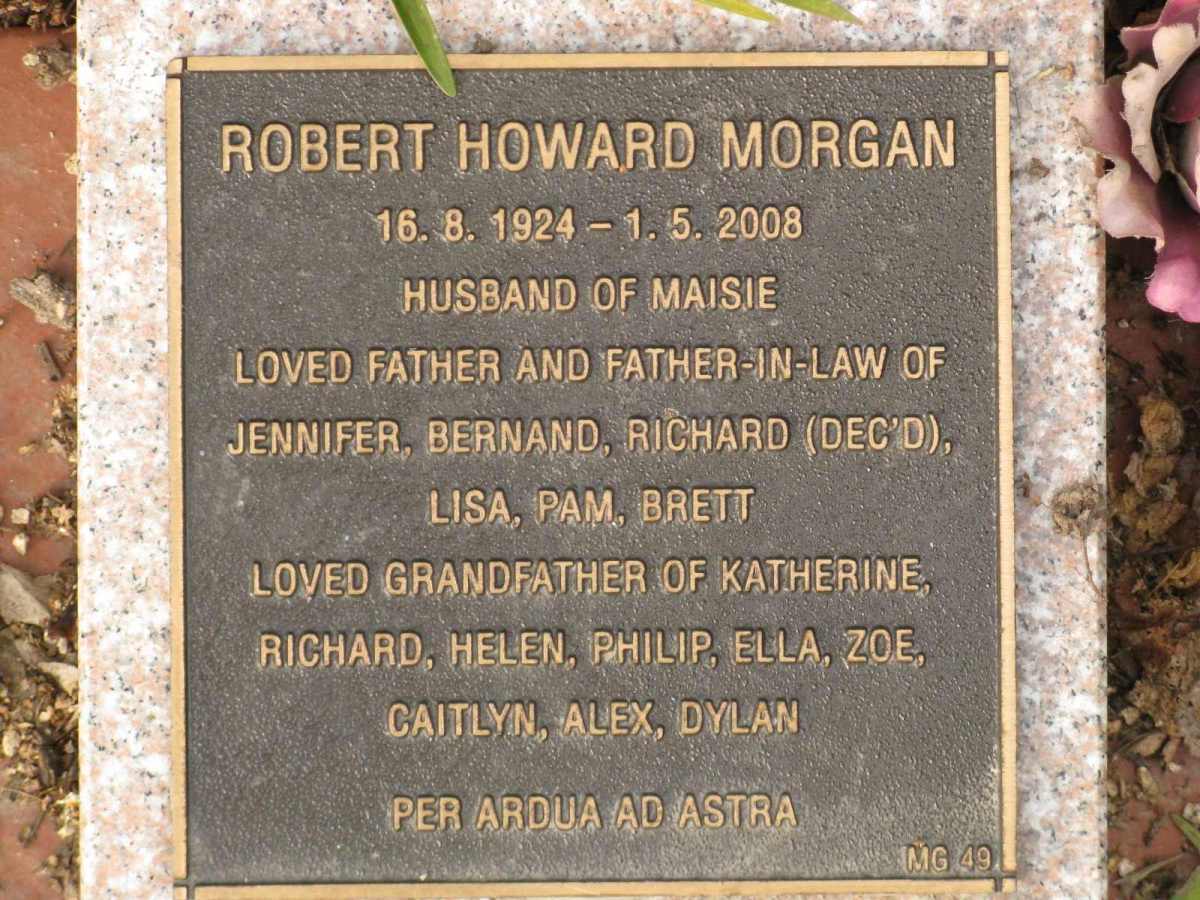 ROBERT HOWARD MORGAN
16. 8. 1924 – 1. 5. 2008
HUSBAND OF MAISIE
LOVED FATHER AND FATHER-IN-LAW OF
JENNIFER, BERNAND, RICHARD (DEC'D),
LISA, PAM, BRETT
LOVED GRANDFATHER OF KATHERINE,
RICHARD, HELEN, PHILIP, ELLA, ZOE,
CAITLYN, ALEX, DYLAN
PER ARDUA AD ASTRA
MG 49